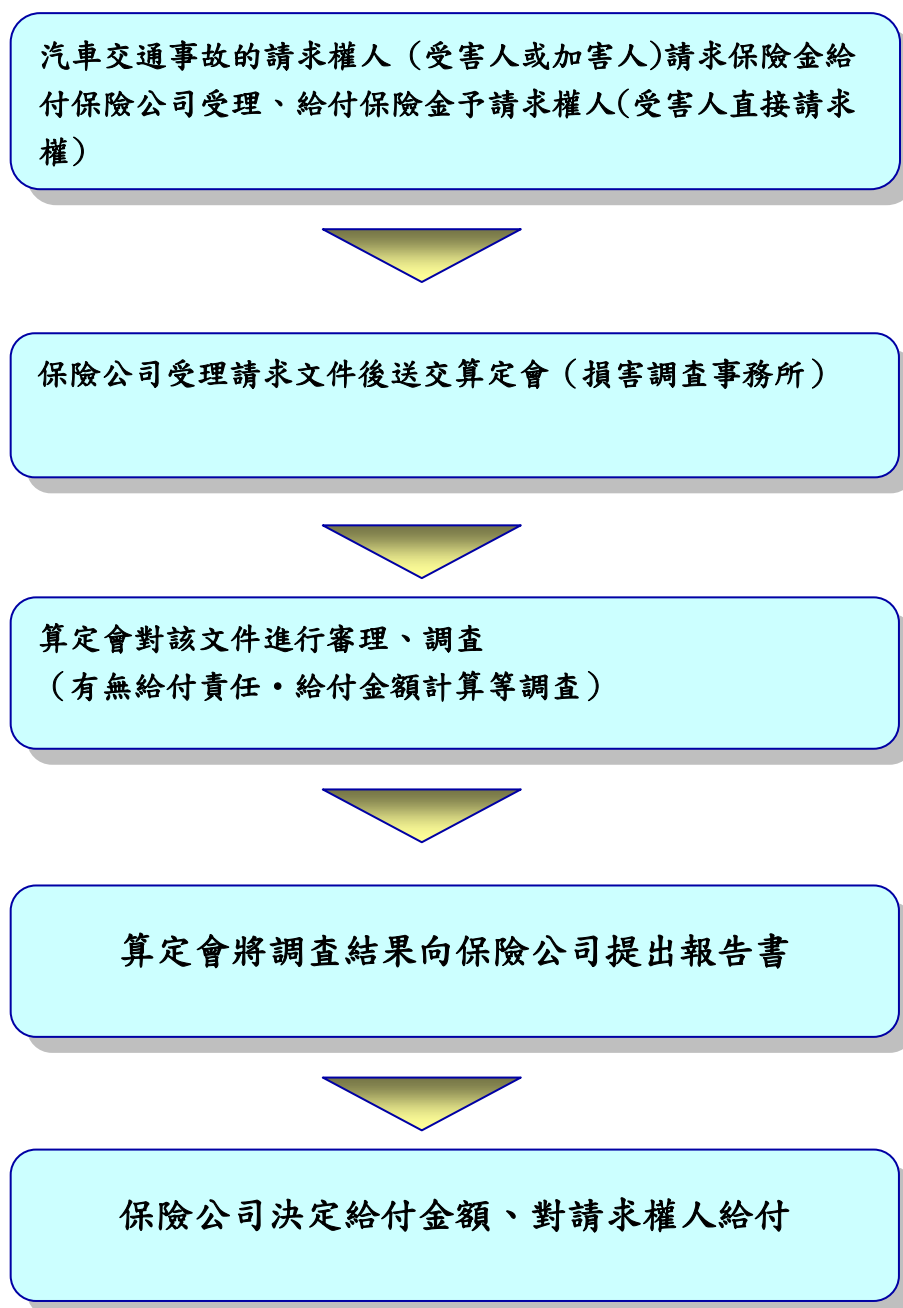 汽車交通事故的請求權人（受害人或加害人)請求保險金給
付保險公司受理、給付保險金予請求權人(受害人直接請求
權）
保險公司受理請求文件後送交算定會（損害調查事務所）
算定會對該文件進行審理、調查
（有無給付責任・給付金額計算等調查）
算定會將調查結果向保險公司提出報告書
保險公司決定給付金額、對請求權人給付